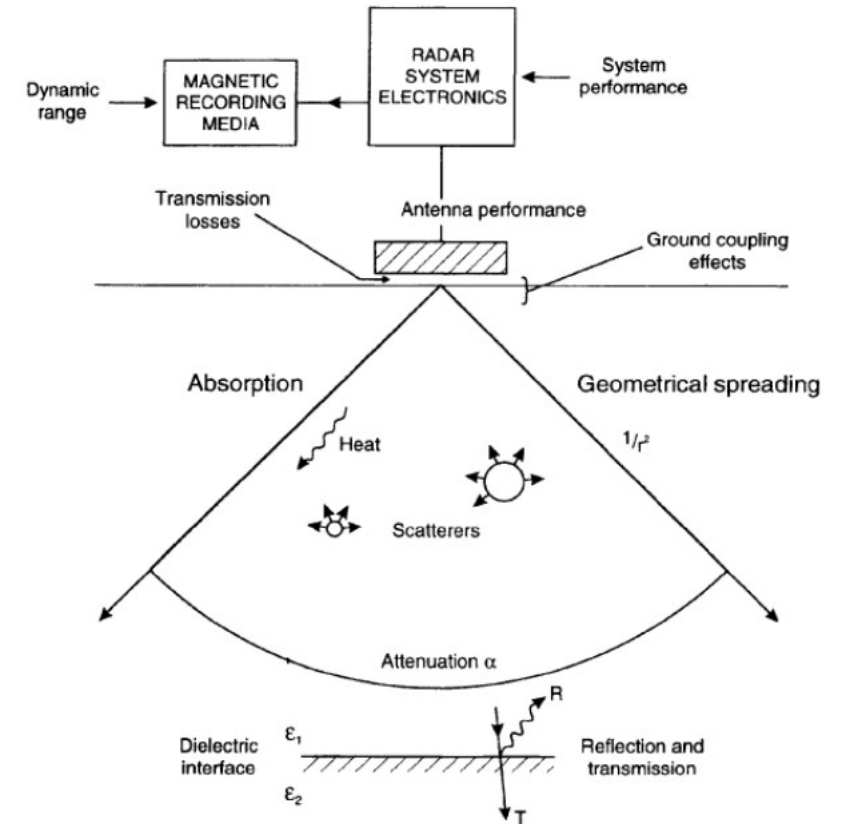 RADAR
SYSTEM
ELECTRONICS
System
performance
MAGNETIC
RECORDING
MEDIA
Dynamic
range
Transmission
losses
Antenna performance
Ground coupling
effects
Absorption
Geometrical spreading
1/r²
Heat
Scatterers
Attenuation α
R
ε₁
Dielectric
interface
Reflection and
transmission
ε₂
T